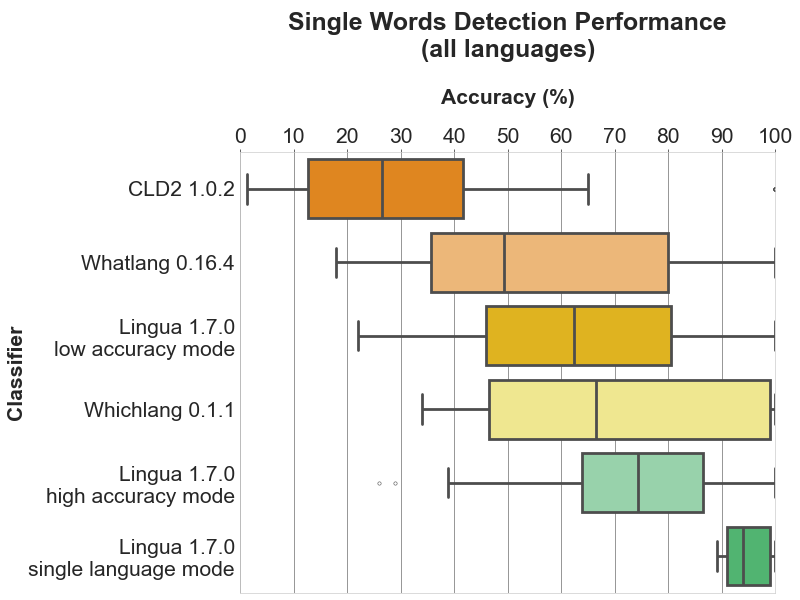 Single Words Detection Performance
(all languages)
Accuracy (%)
0 10 20 30 40 50 60 70 80 90 100
Classifier
CLD2 1.0.2
Whatlang 0.16.4
Lingua 1.7.0
low accuracy mode
Whichlang 0.1.1
Lingua 1.7.0
high accuracy mode
Lingua 1.7.0
single language mode